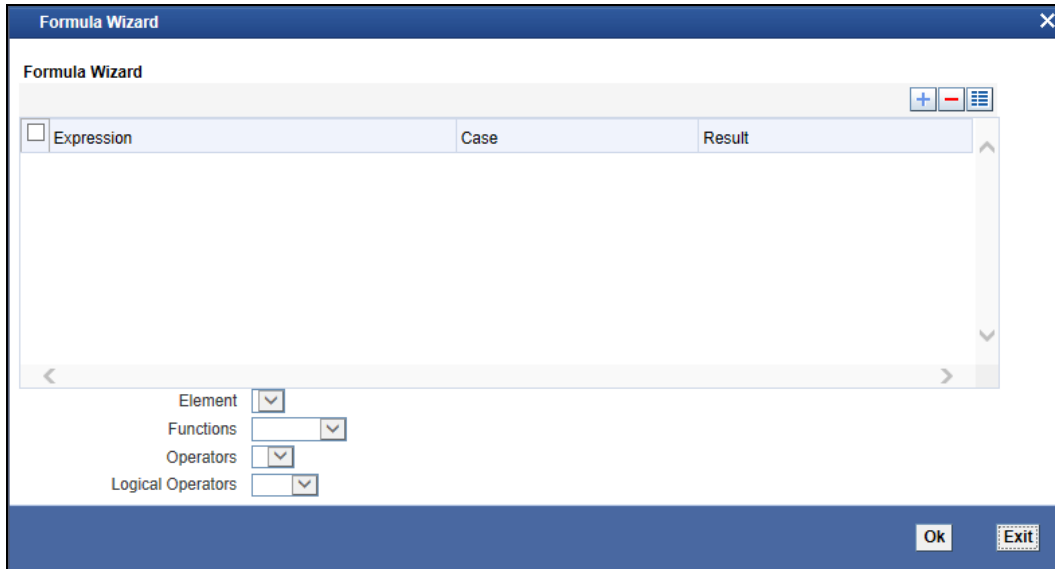 Formula Wizard
Formula Wizard
Expression Case Result
Element
Functions
Operators
Logical Operators
Ok Exit